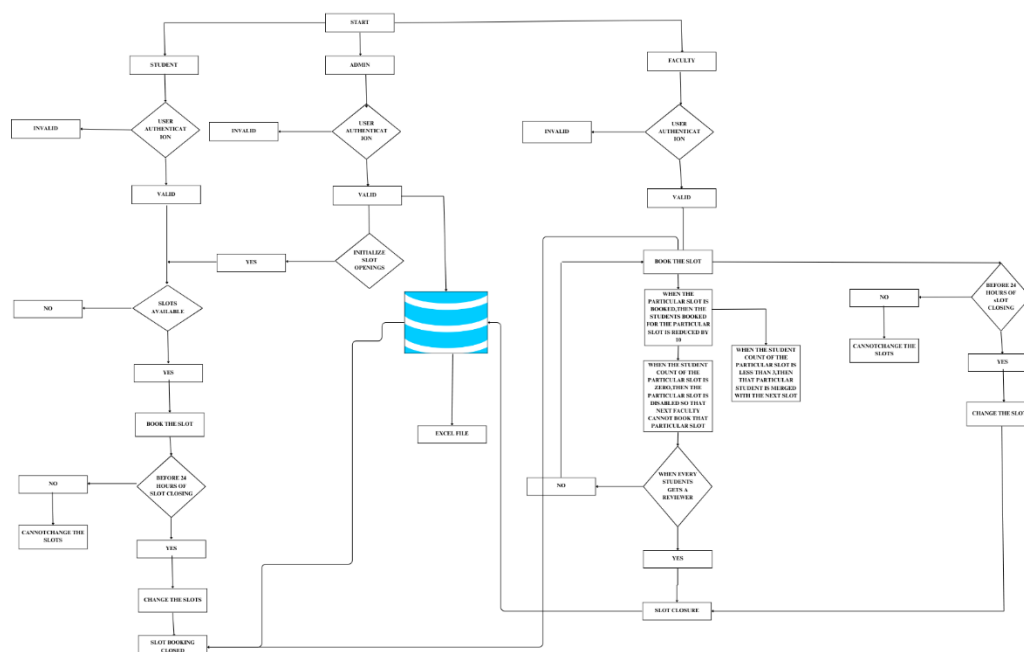 START
STUDENT
ADMIN
FACULTY
USER
AUTHENTICAT
ION
INVALID
USER
AUTHENTICAT
ION
INVALID
USER
AUTHENTICAT
ION
INVALID
VALID
VALID
VALID
INITIALIZE
SLOT
OPENINGS
YES
SLOTS
AVAILABLE
NO
YES
BOOK THE SLOT
BEFORE 24
HOURS OF
SLOT CLOSING
NO
CANNOTCHANGE THE
SLOTS
YES
CHANGE THE SLOTS
SLOT BOOKING
CLOSED
EXCEL FILE
BOOK THE SLOT
WHEN THE
PARTICULAR SLOT IS
BOOKED,THEN THE
STUDENTS BOOKED
FOR THE PARTICULAR
SLOT IS REDUCED BY
10
WHEN THE STUDENT
COUNT OF THE
PARTICULAR SLOT IS
ZERO,THEN THE
PARTICULAR SLOT IS
DISABLED SO THAT
NEXT FACULTY
CANNOT BOOK THAT
PARTICULAR SLOT
WHEN THE STUDENT
COUNT OF THE
PARTICULAR SLOT IS
LESS THAN 3,THEN
THAT PARTICULAR
STUDENT IS MERGED
WITH THE NEXT SLOT
WHEN EVERY
STUDENTS
GETS A
REVIEWER
NO
YES
SLOT CLOSURE
BEFORE 24
HOURS OF
SLOT
CLOSING
NO
CANNOTCHANGE THE
SLOTS
YES
CHANGE THE SLOT